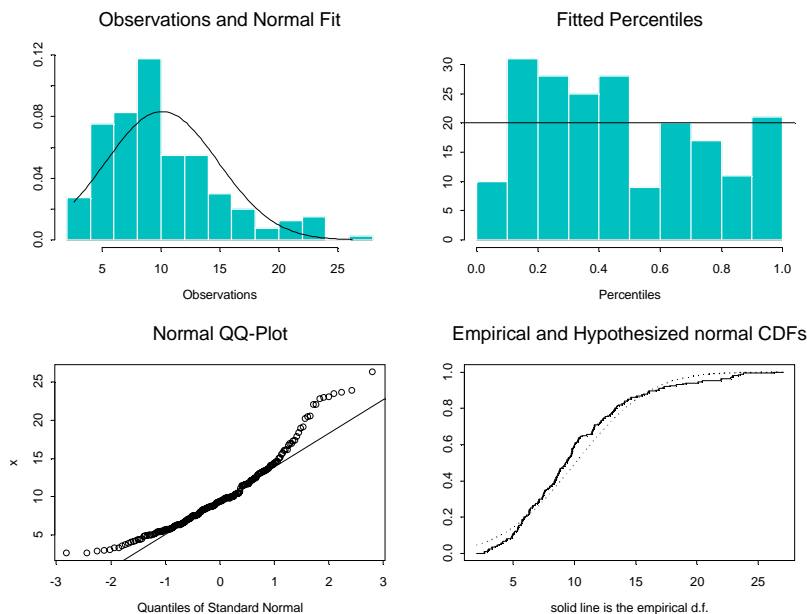 Observations and Normal Fit
0.0 0.04 0.08 0.12
5 10 15 20 25
Observations
Fitted Percentiles
0 5 10 15 20 25 30
0.0 0.2 0.4 0.6 0.8 1.0
Percentiles
Normal QQ-Plot
x
5 10 15 20 25
-3 -2 -1 0 1 2 3
Quantiles of Standard Normal
Empirical and Hypothesized normal CDFs
0.0 0.2 0.4 0.6 0.8 1.0
5 10 15 20 25
solid line is the empirical d.f.